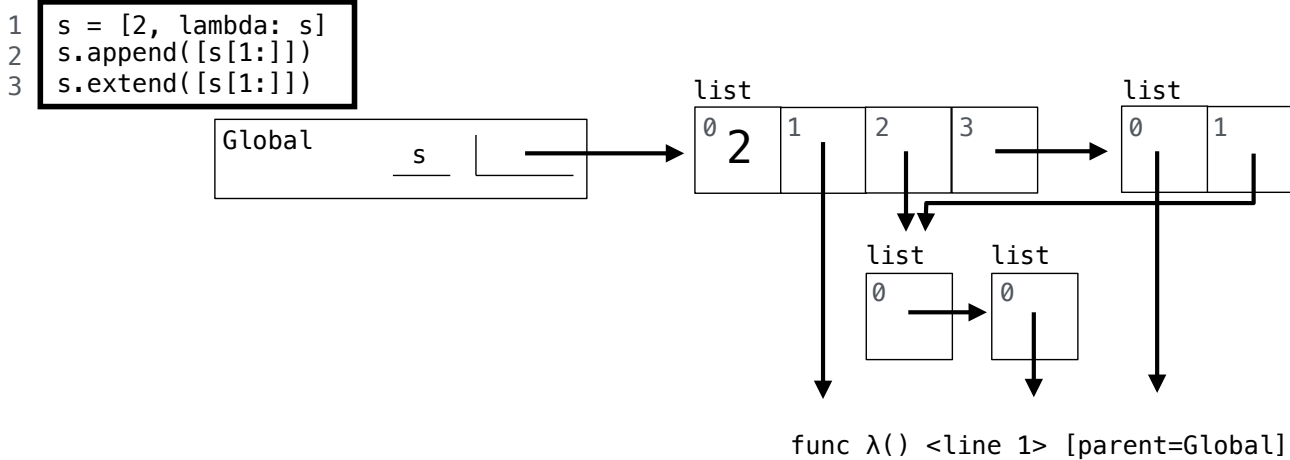 1 s = [2, lambda: s]
2 s.append([s[1:]])
3 s.extend([s[1:]])
list list
Global s 0 2 1 2 3 0 1
list list
0 0
func λ() <line 1> [parent=Global]